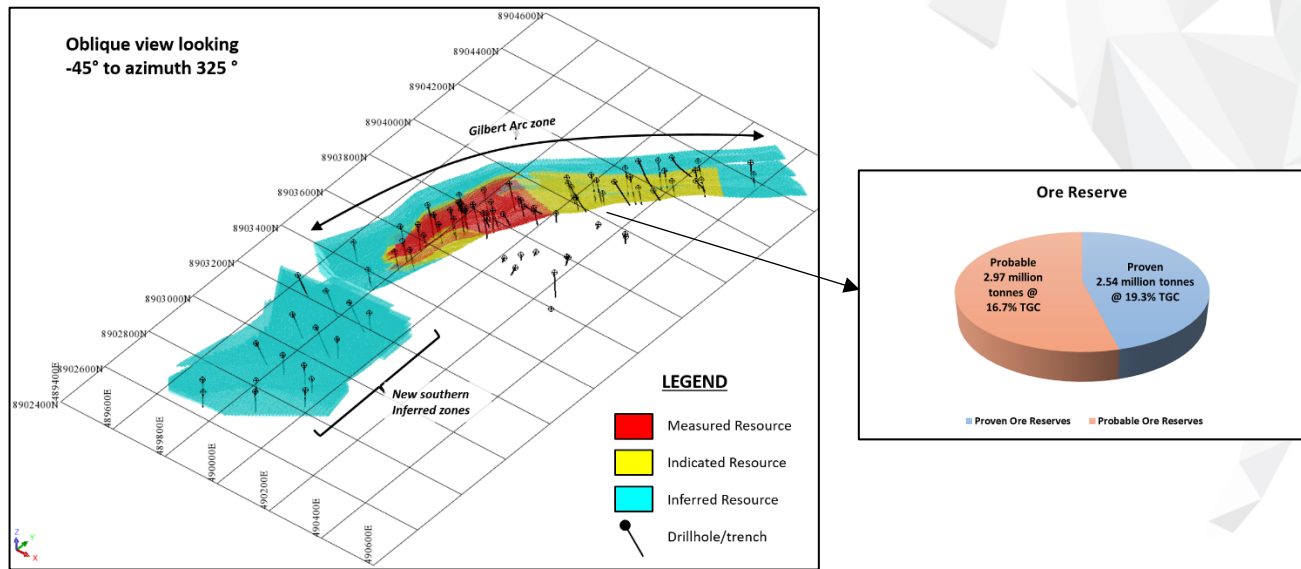 Oblique view looking
-45° to azimuth 325 °
8904600N
8904400N
8904200N
8904000N
8903800N
8903600N
8903400N
8903200N
8903000N
8902800N
8902600N
8902400N
489400E
489600E
489800E
490000E
490200E
490400E
490600E
Gilbert Arc zone
New southern
Inferred zones
LEGEND
Measured Resource
Indicated Resource
Inferred Resource
Drillhole/trench
Z
Y
X
Ore Reserve
Probable
2.97 million
tonnes @
16.7% TGC
Proven
2.54 million tonnes
@ 19.3% TGC
Proven Ore Reserves
Probable Ore Reserves